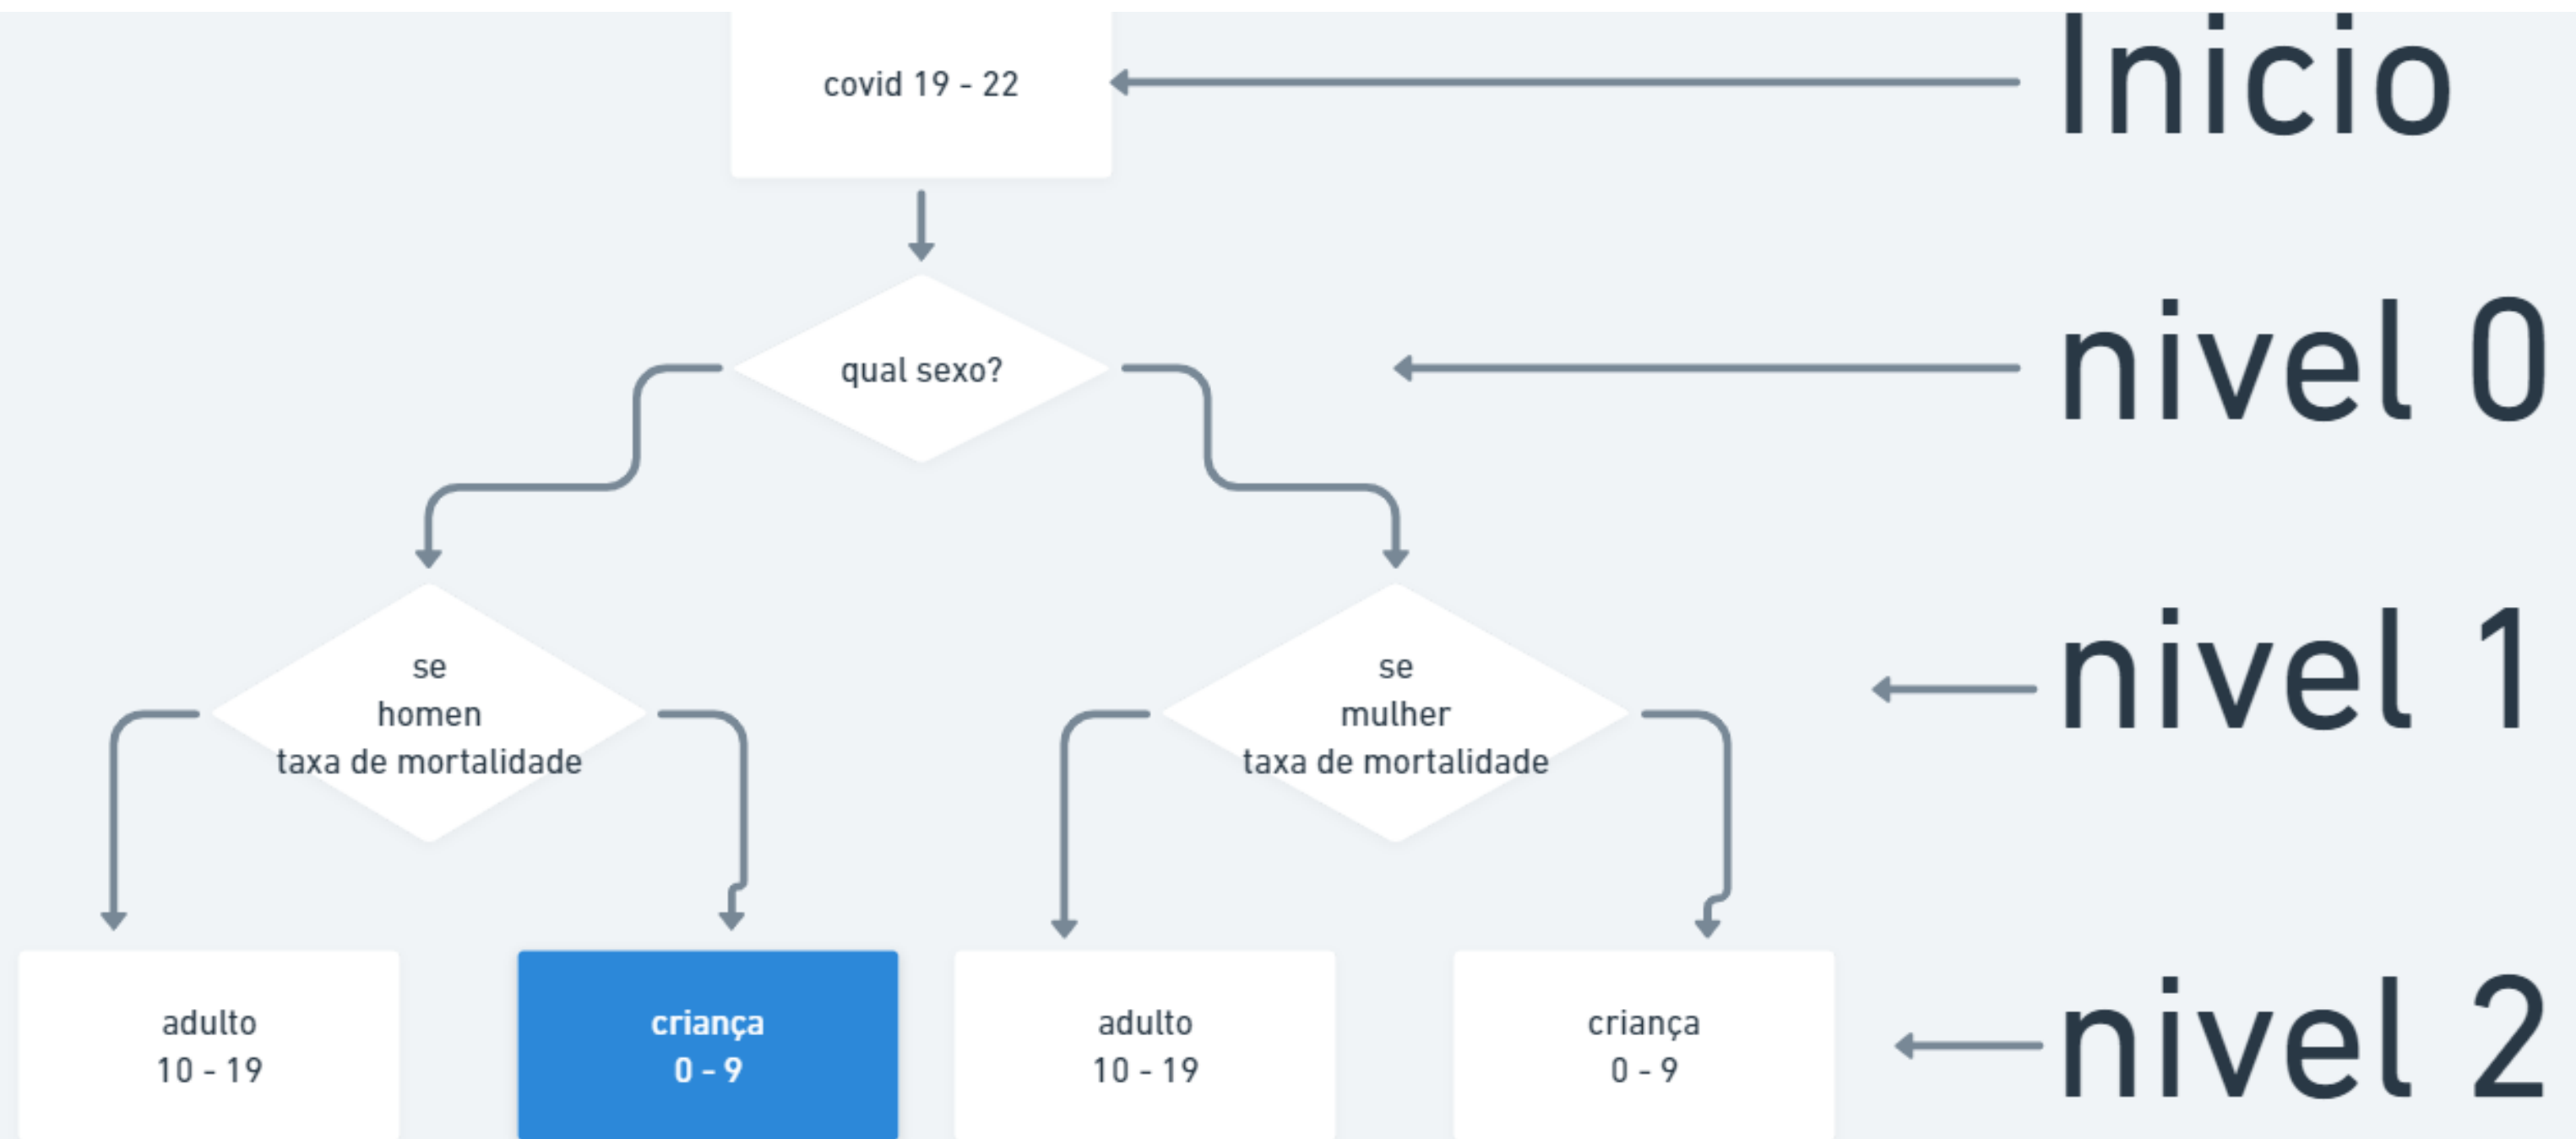 covid 19 - 22
Inicio
qual sexo?
nivel 0
se
homen
taxa de mortalidade
se
mulher
taxa de mortalidade
nivel 1
adulto
10 - 19
criança
0 - 9
adulto
10 - 19
criança
0 - 9
nivel 2